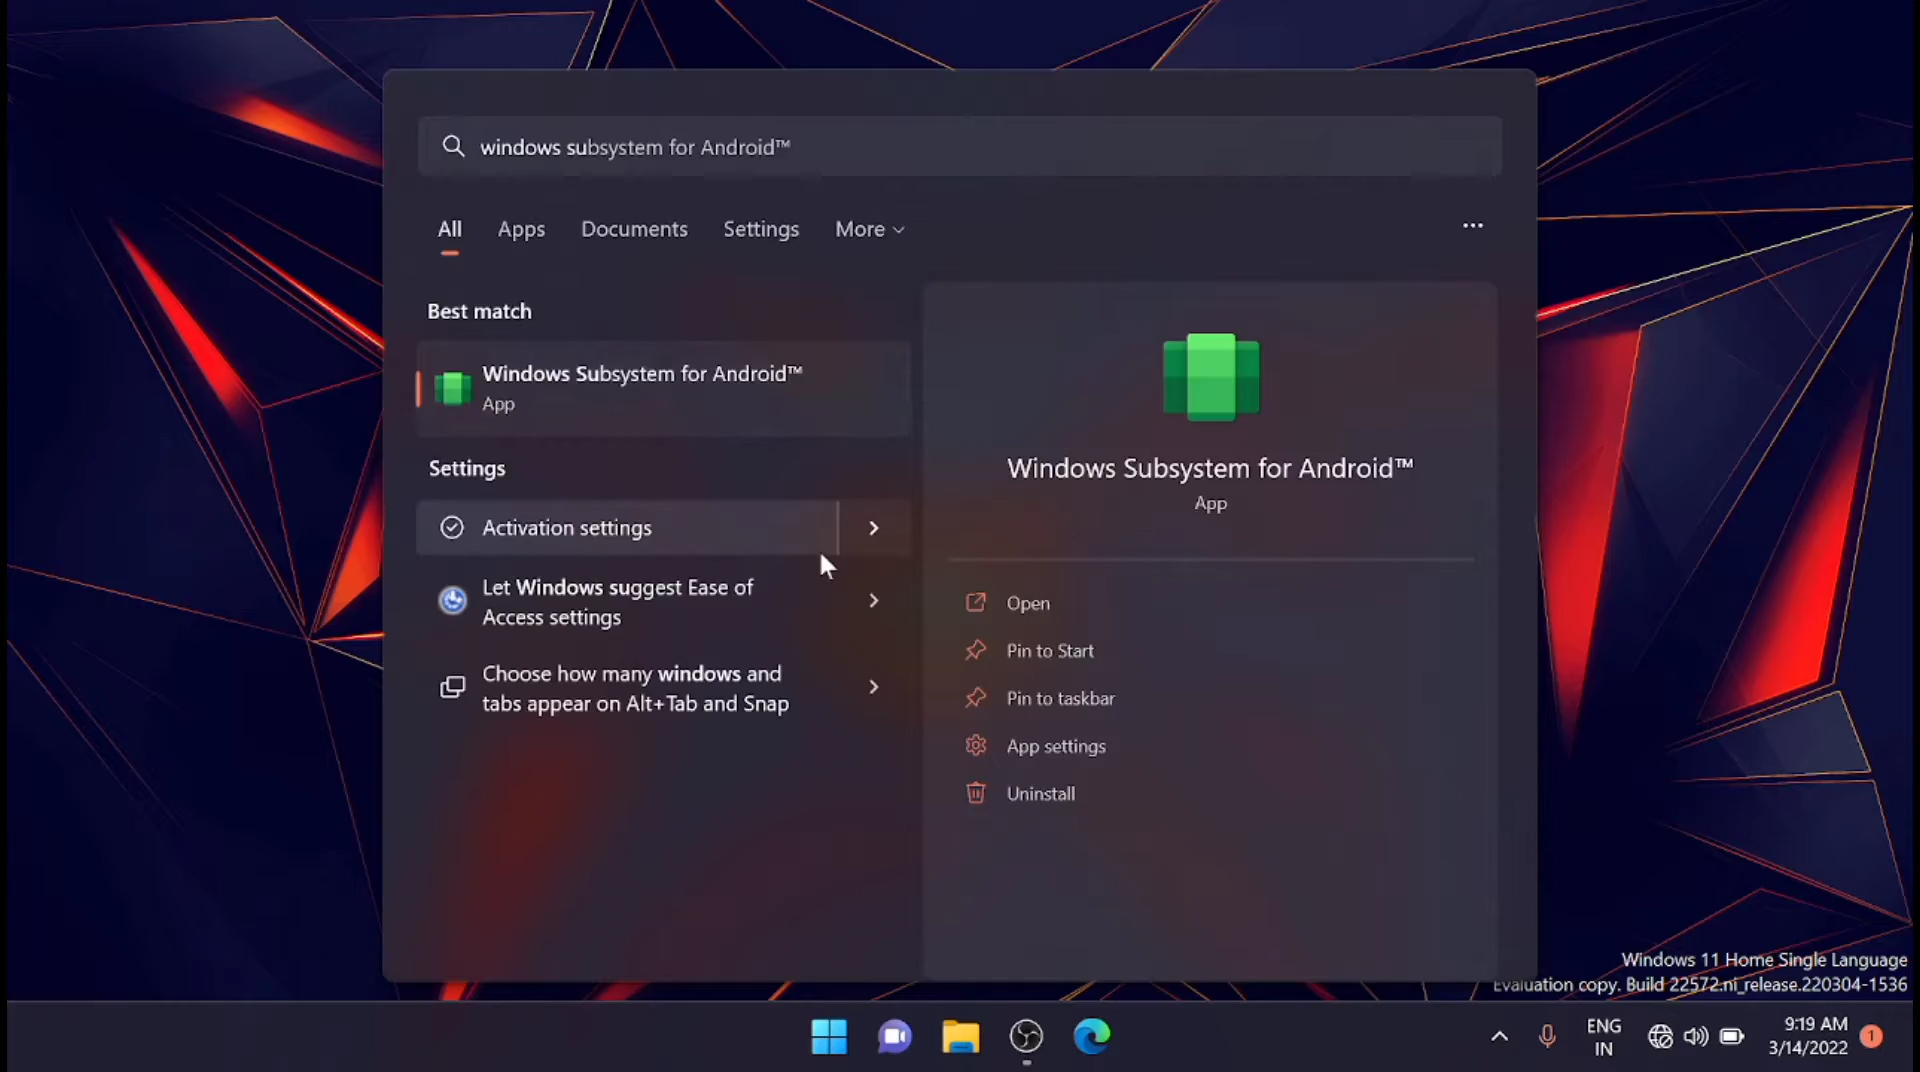 windows subsystem for Android™
All Apps Documents Settings More
Best match
Windows Subsystem for Android™
App
Settings
Activation settings
Let Windows suggest Ease of
Access settings
Choose how many windows and
tabs appear on Alt+Tab and Snap
Windows Subsystem for Android™
App
Open
Pin to Start
Pin to taskbar
App settings
Uninstall
Windows 11 Home Single Language
Evaluation copy. Build 22572.ni_release.220304-1536
ENG
IN
9:19 AM
3/14/2022
1